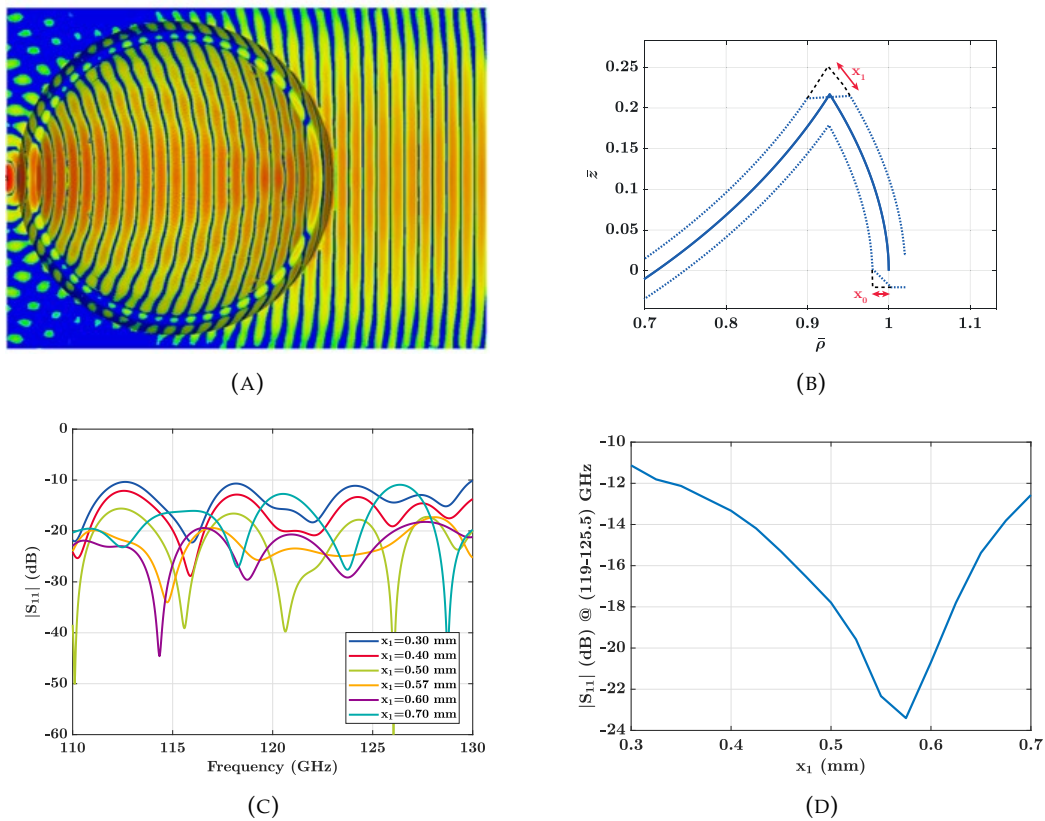 (A)
0.25
0.2
0.15
0.1
0.05
0
z̄
0.7
0.8
0.9
1
1.1
ρ̄
x₁
x₀
(B)
0
-10
-20
-30
-40
-50
-60
|S₁₁| (dB)
x₁=0.30 mm
x₁=0.40 mm
x₁=0.50 mm
x₁=0.57 mm
x₁=0.60 mm
x₁=0.70 mm
110
115
120
125
130
Frequency (GHz)
(C)
-10
-12
-14
-16
-18
-20
-22
-24
|S₁₁| (dB) @ (119-125.5) GHz
0.3
0.4
0.5
0.6
0.7
x₁ (mm)
(D)